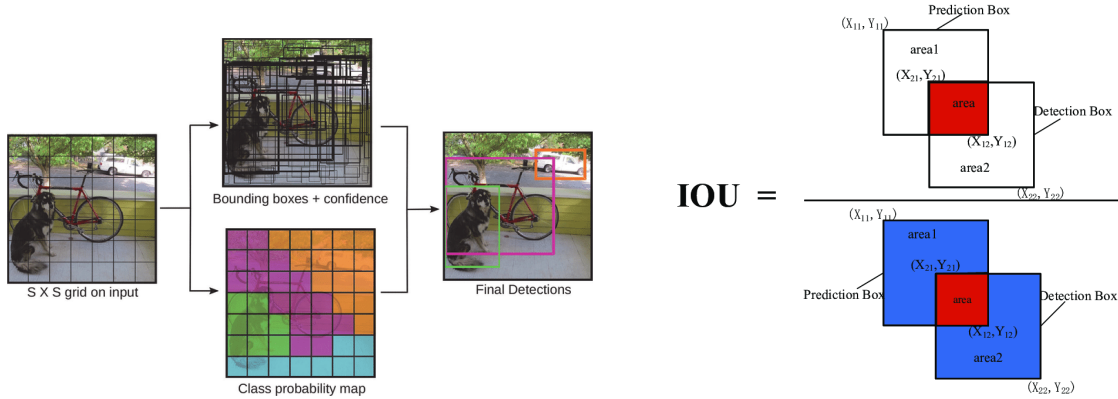 S X S grid on input
Bounding boxes + confidence
Class probability map
Final Detections
IOU =
Prediction Box
(X₁₁, Y₁₁)
area1
(X₂₁,Y₂₁)
area
Detection Box
(X₁₂,Y₁₂)
area2
(X₂₂, Y₂₂)
(X₁₁, Y₁₁)
area1
(X₂₁,Y₂₁)
Prediction Box
area
Detection Box
(X₁₂,Y₁₂)
area2
(X₂₂, Y₂₂)